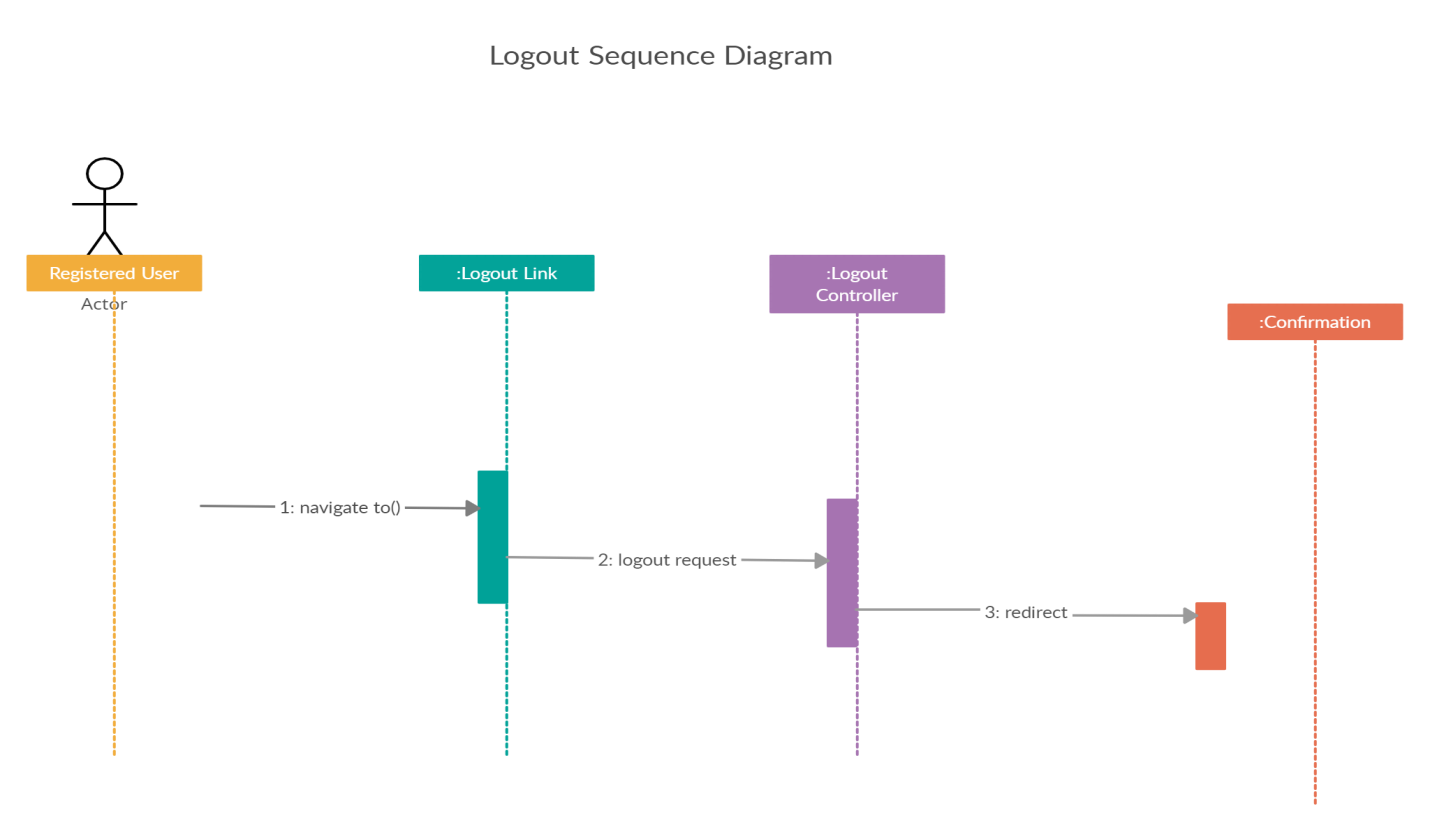 Logout Sequence Diagram
Registered User
Actor
:Logout Link
:Logout
Controller
:Confirmation
1: navigate to()
2: logout request
3: redirect